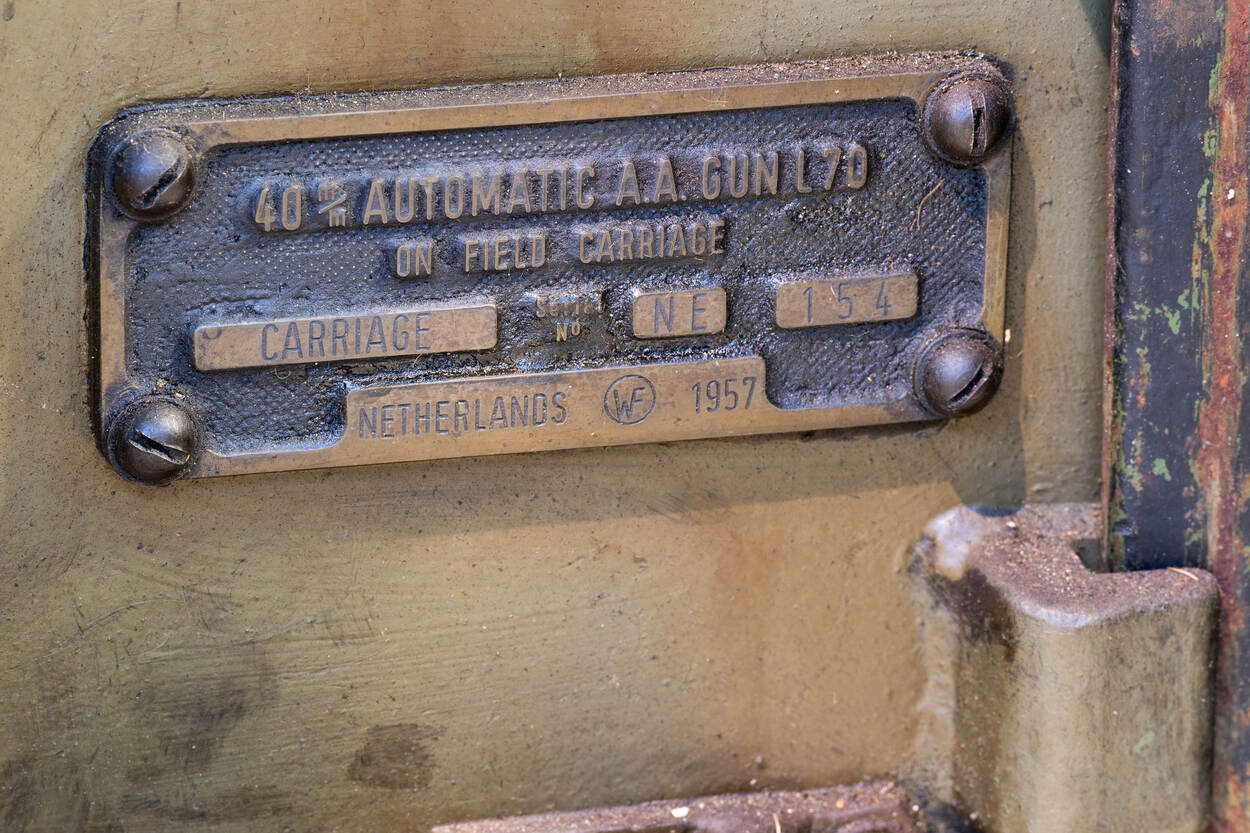 40 m/m AUTOMATIC A.A. GUN L70
ON FIELD CARRIAGE
CARRIAGE Serial No. NE 154
NETHERLANDS WF 1957